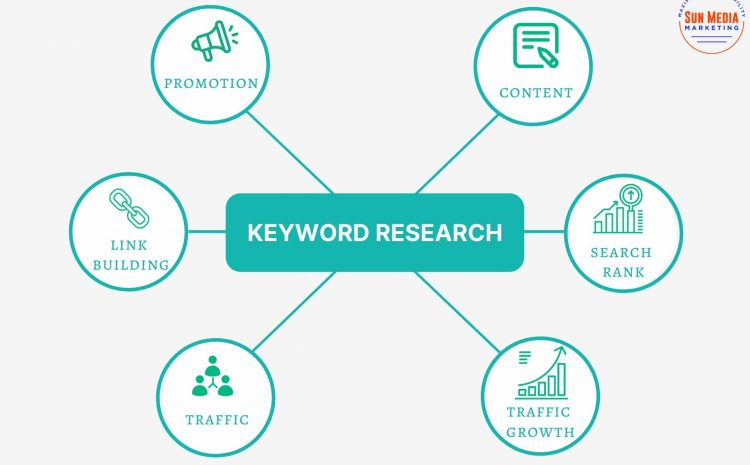 SUN MEDIA
MARKETING
PROMOTION
CONTENT
KEYWORD RESEARCH
LINK
BUILDING
SEARCH
RANK
TRAFFIC
TRAFFIC
GROWTH